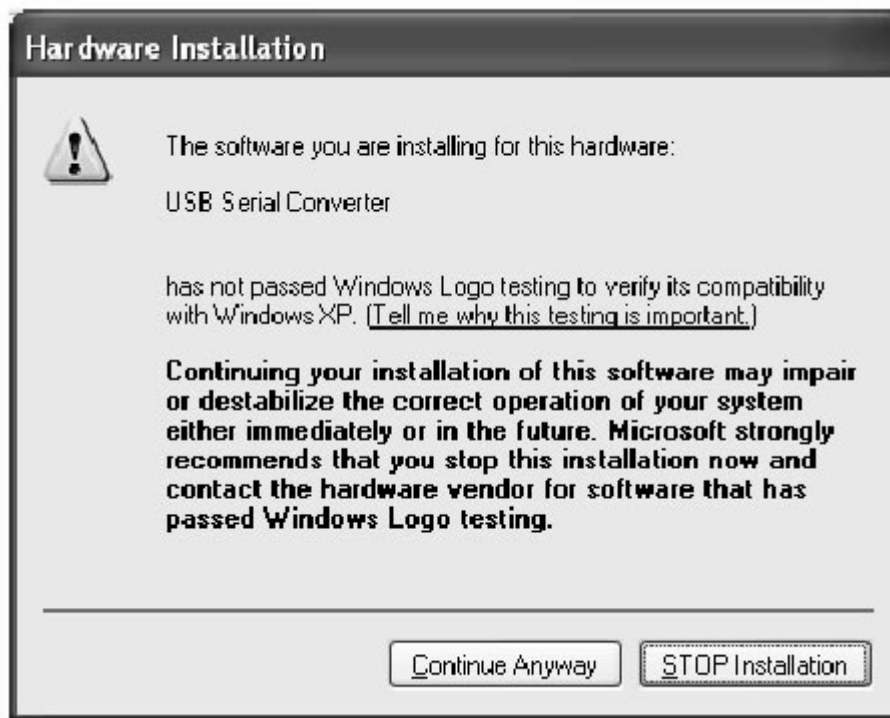 Hardware Installation
The software you are installing for this hardware:
USB Serial Converter
has not passed Windows Logo testing to verify its compatibility
with Windows XP. (Tell me why this testing is important.)
Continuing your installation of this software may impair
or destabilize the correct operation of your system
either immediately or in the future. Microsoft strongly
recommends that you stop this installation now and
contact the hardware vendor for software that has
passed Windows Logo testing.
Continue Anyway
STOP Installation